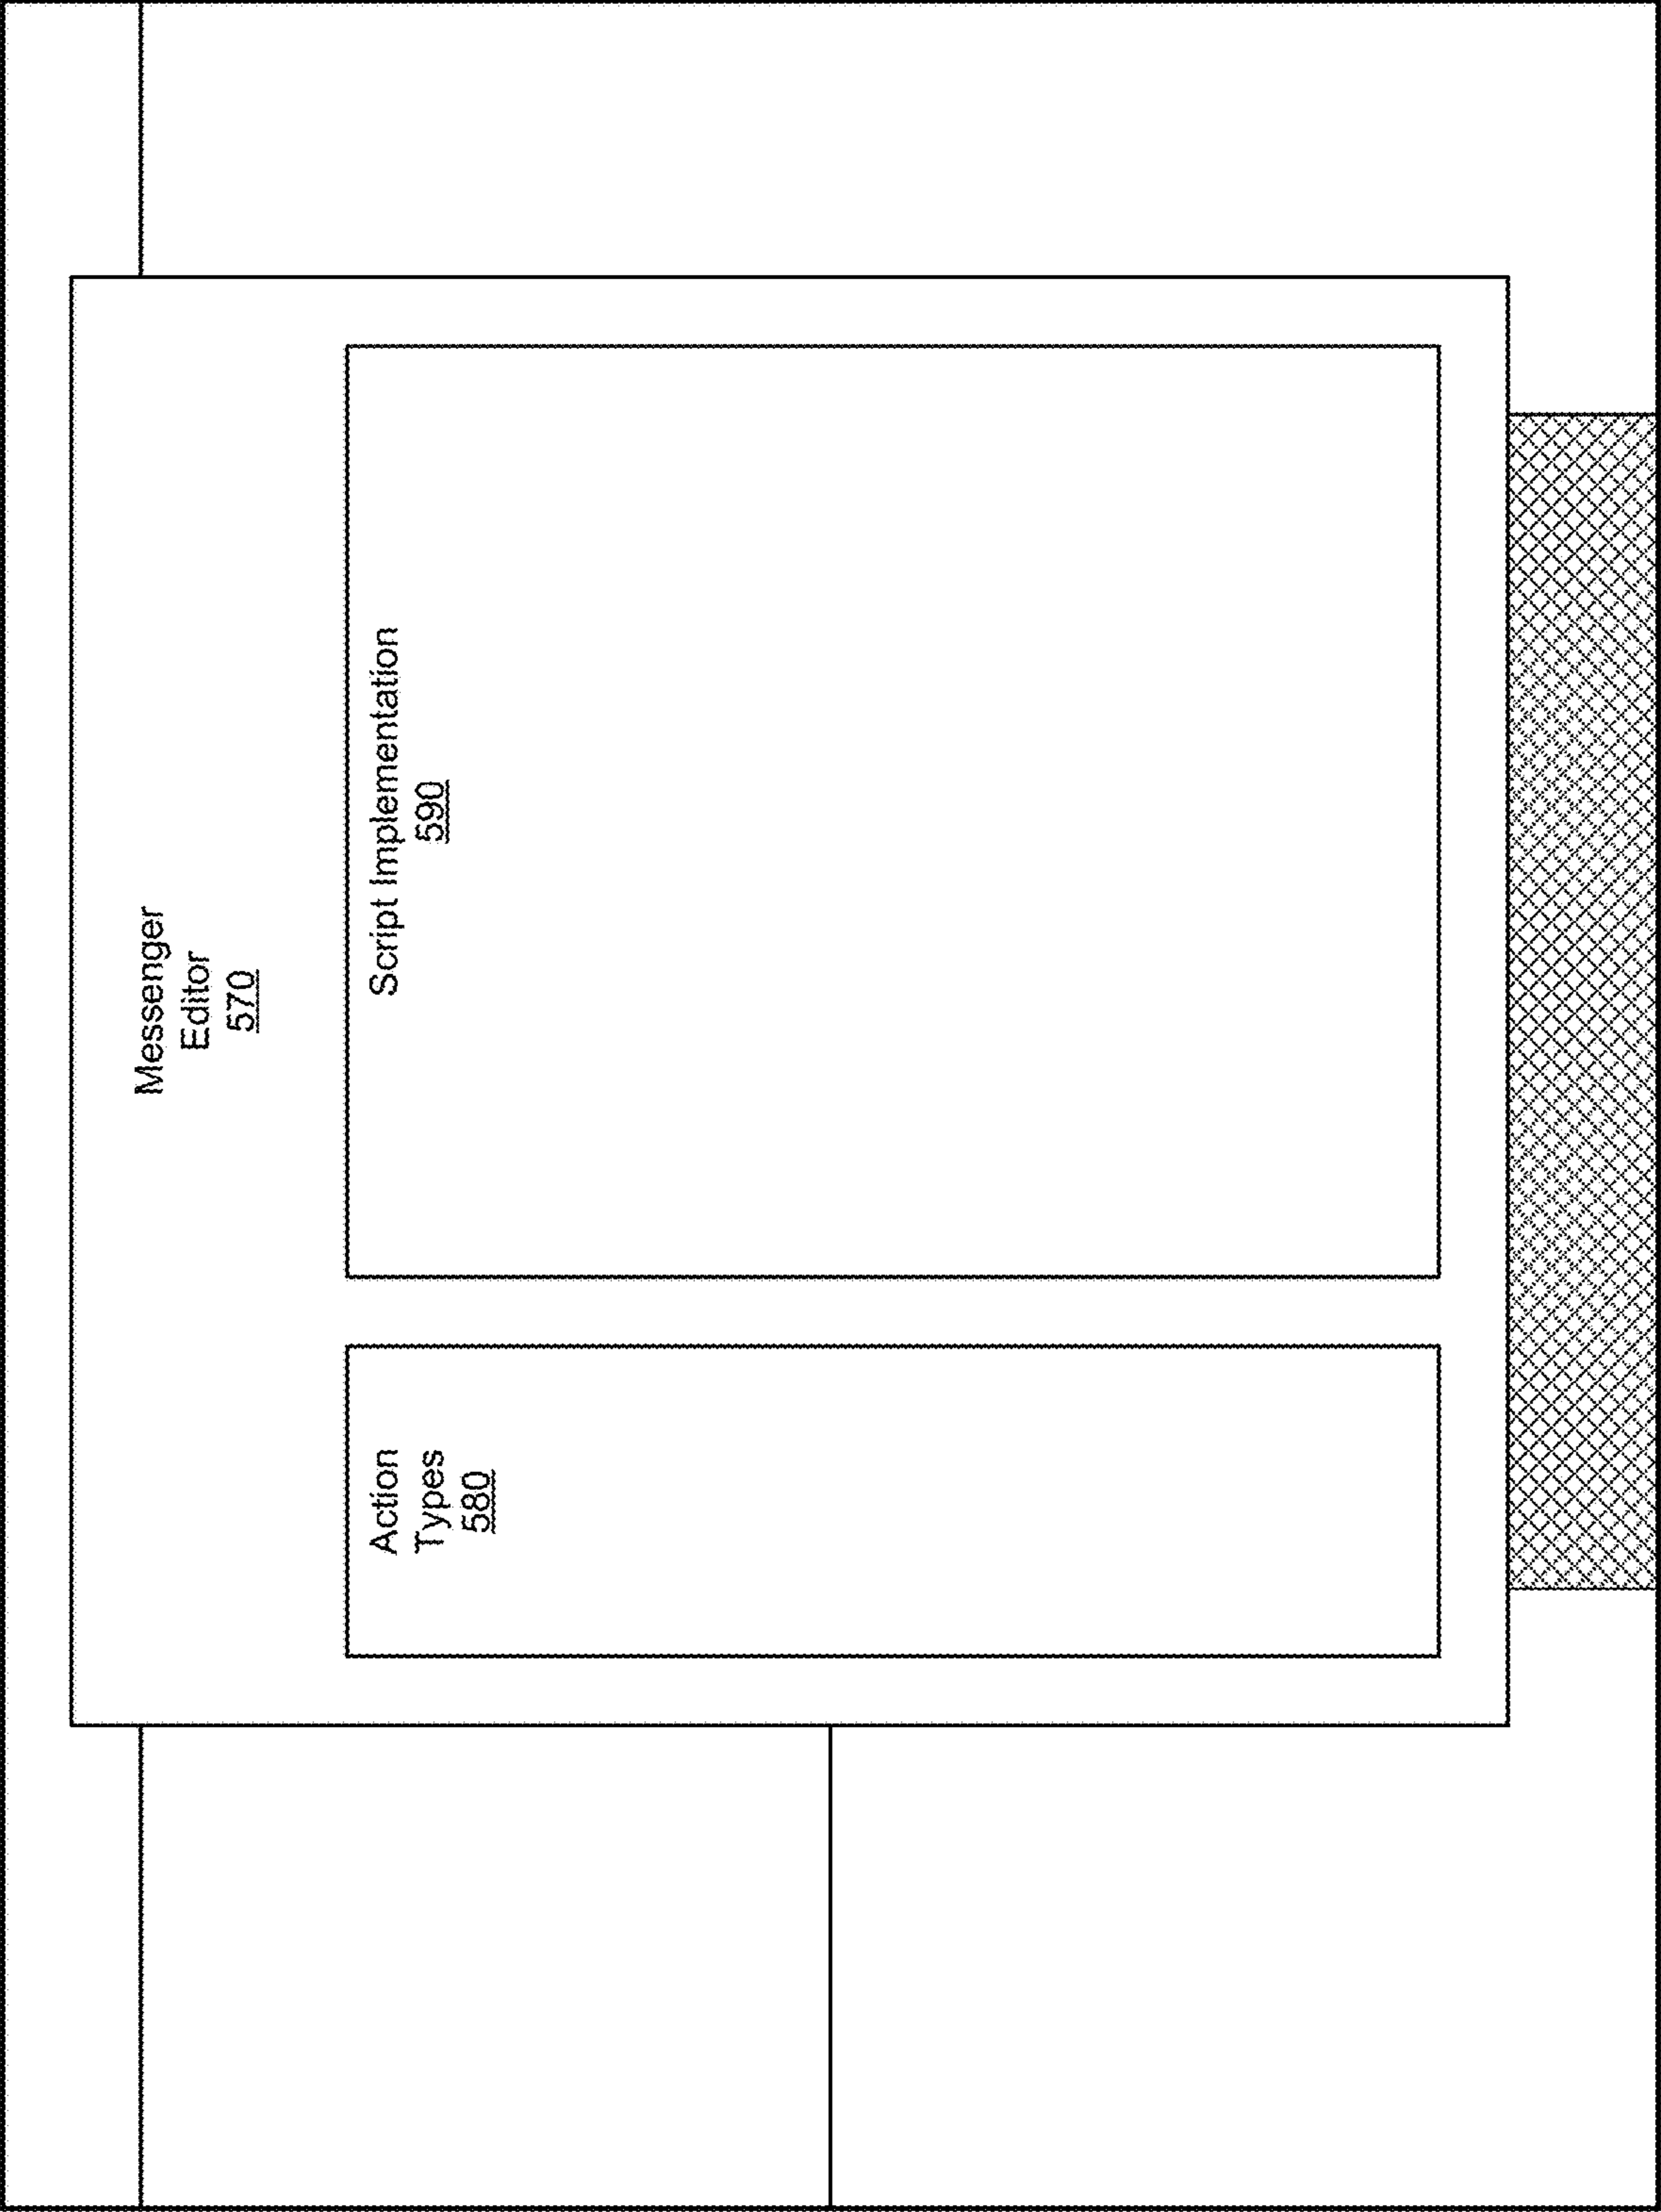 Messenger
Editor
570
Action
Types
580
Script Implementation
590